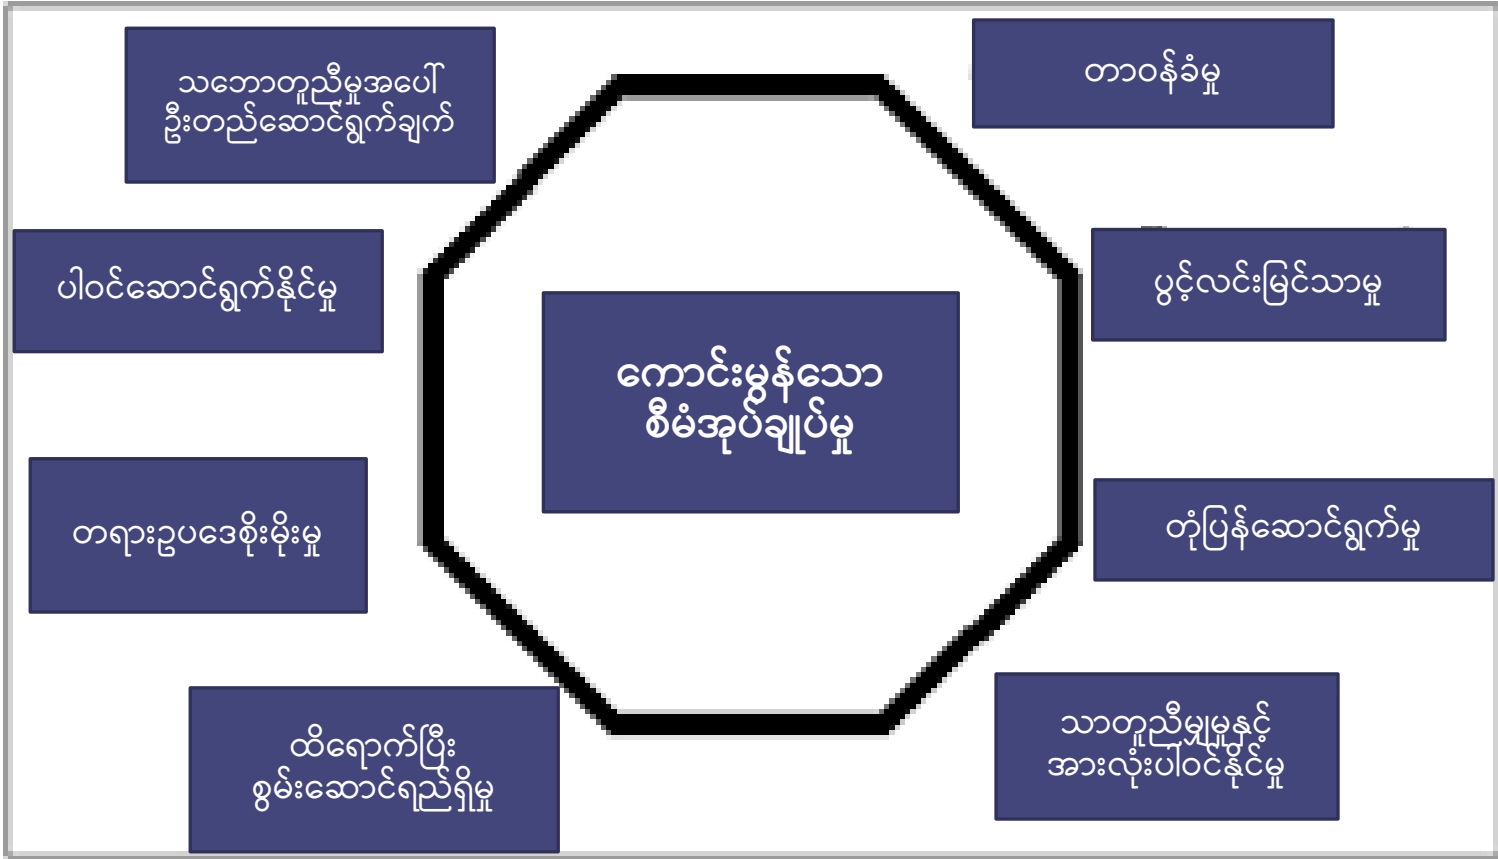 သဘောတူညီမှုအပေါ်
ဦးတည်ဆောင်ရွက်ချက်
တာဝန်ခံမှု
ပါဝင်ဆောင်ရွက်နိုင်မှု
ပွင့်လင်းမြင်သာမှု
ကောင်းမွန်သော
စီမံအုပ်ချုပ်မှု
တရားဥပဒေစိုးမိုးမှု
တုံပြန်ဆောင်ရွက်မှု
ထိရောက်ပြီး
စွမ်းဆောင်ရည်ရှိမှု
သာတူညီမျှမှုနှင့်
အားလုံးပါဝင်နိုင်မှု